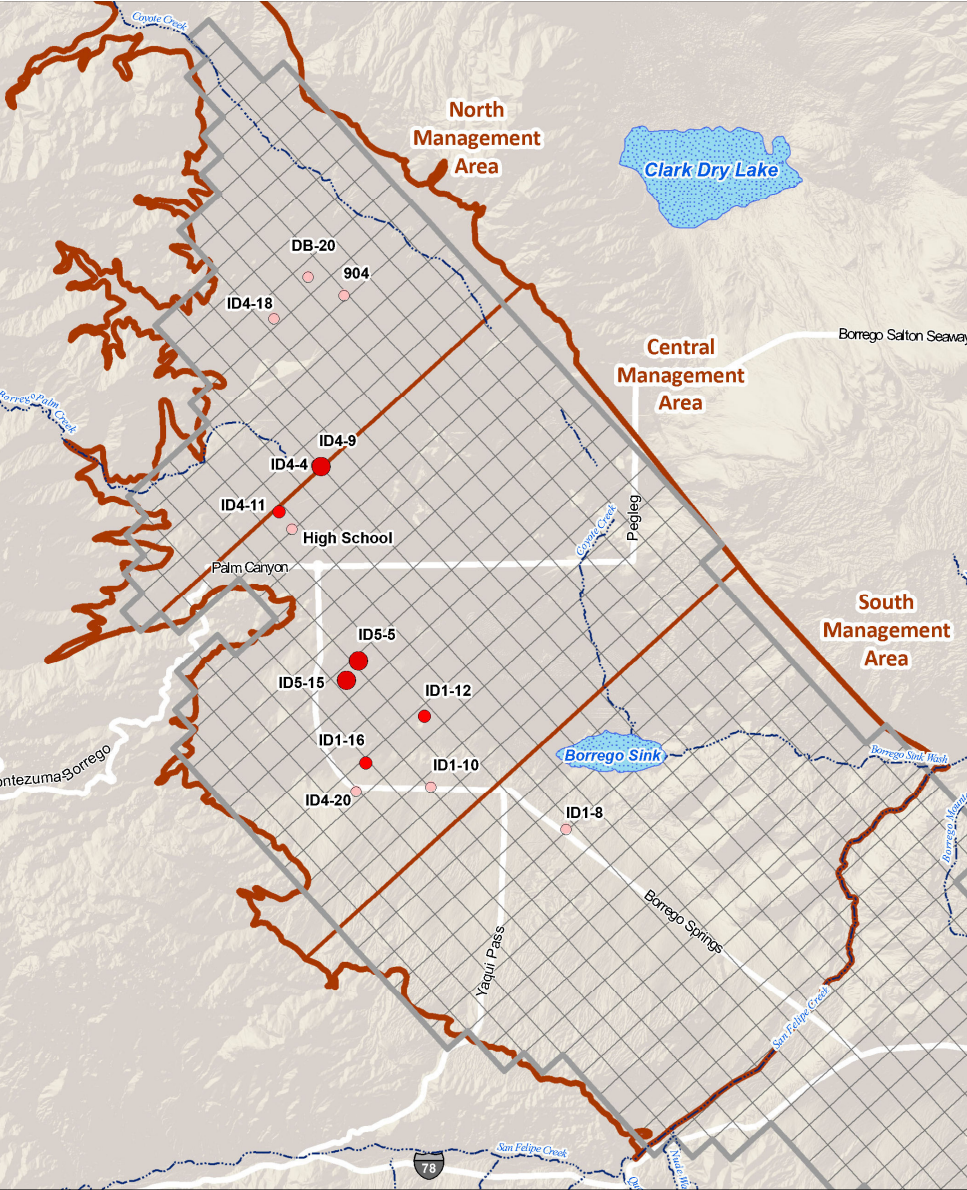 Coyote Creek
North
Management
Area
Clark Dry Lake
DB-20
904
ID4-18
Borrego Salton Seaway
Central
Management
Area
Borrego Palm Creek
ID4-9
ID4-4
ID4-11
High School
Pegleg
Coyote Creek
Palm Canyon
South
Management
Area
ID5-5
ID5-15
ID1-12
ID1-16
Borrego Sink
Borrego Sink Wash
ontezuma-Borrego
ID1-10
ID4-20
ID1-8
Borrego Springs
Yaqui Pass
San Felipe Creek
San Felipe Creek
78